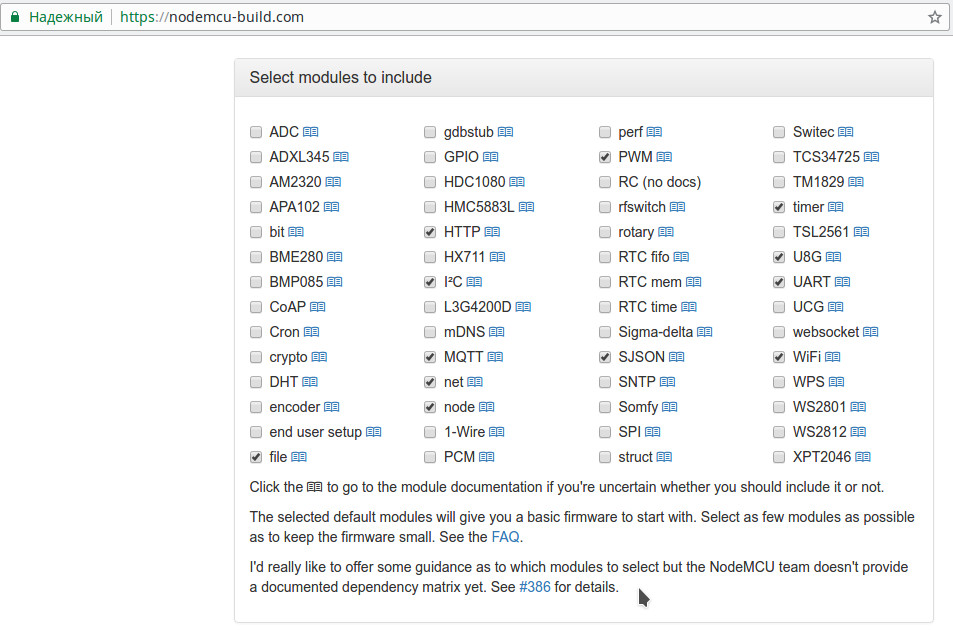 Надежный https://nodemcu-build.com
Select modules to include
ADC gdbstub perf Switec
ADXL345 GPIO PWM TCS34725
AM2320 HDC1080 RC (no docs) TM1829
APA102 HMC5883L rfswitch timer
bit HTTP rotary TSL2561
BME280 HX711 RTC fifo U8G
BMP085 I²C RTC mem UART
CoAP L3G4200D RTC time UCG
Cron mDNS Sigma-delta websocket
crypto MQTT SJSON WiFi
DHT net SNTP WPS
encoder node Somfy WS2801
end user setup 1-Wire SPI WS2812
file PCM struct XPT2046
Click the to go to the module documentation if you're uncertain whether you should include it or not.
The selected default modules will give you a basic firmware to start with. Select as few modules as possible
as to keep the firmware small. See the FAQ.
I'd really like to offer some guidance as to which modules to select but the NodeMCU team doesn't provide
a documented dependency matrix yet. See #386 for details.